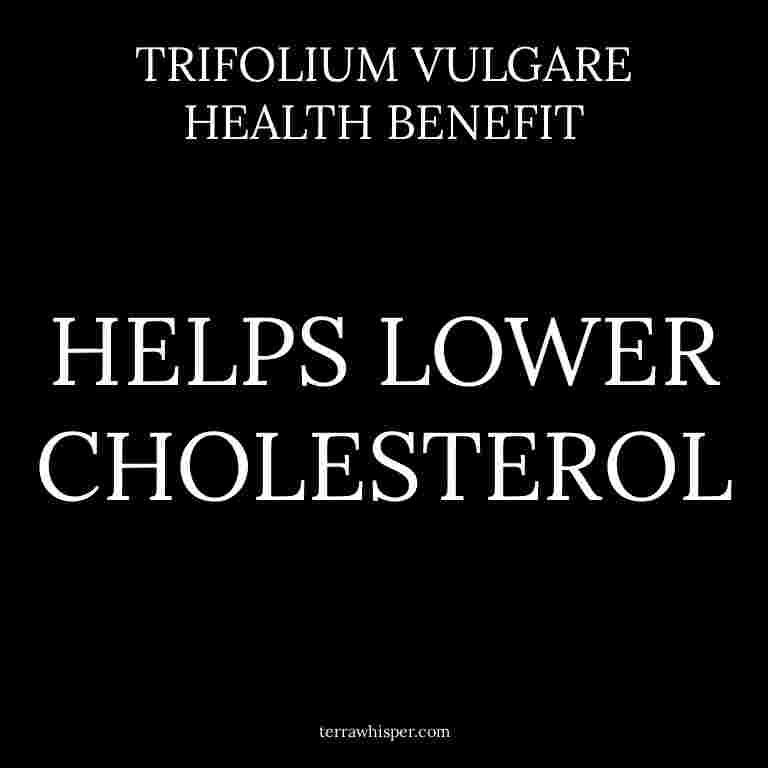 TRIFOLIUM VULGARE
HEALTH BENEFIT
HELPS LOWER
CHOLESTEROL
terrawhisper.com